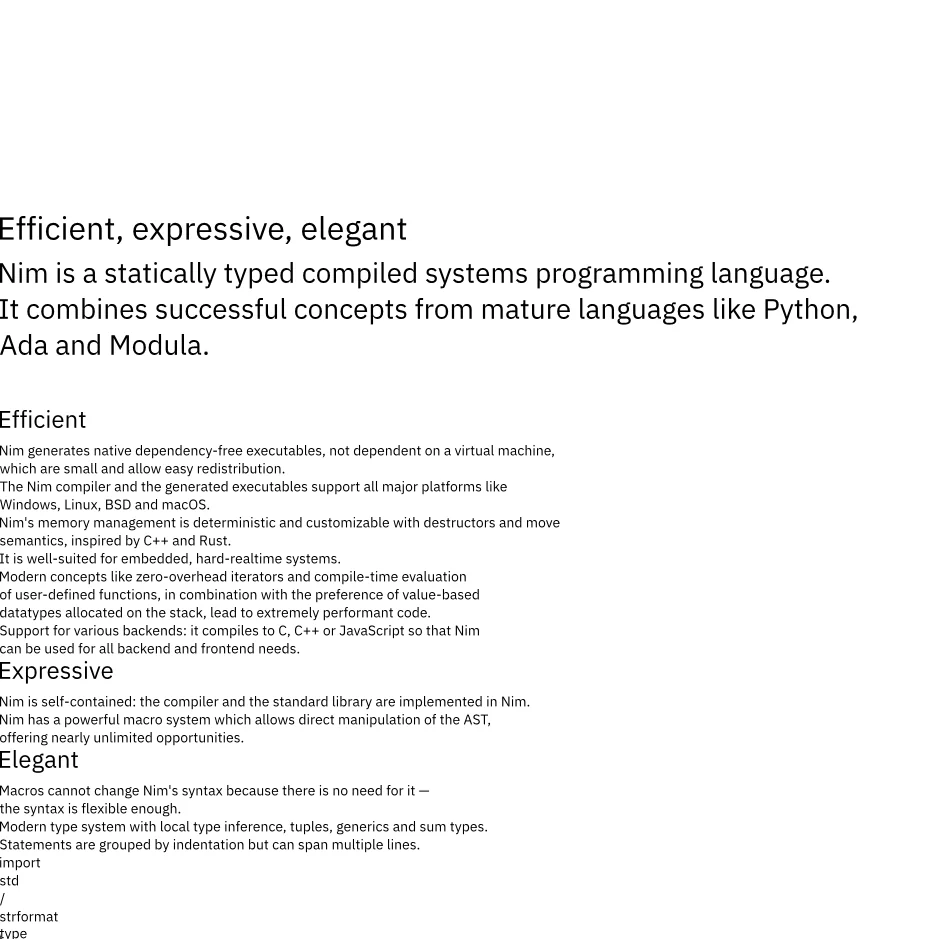 Efficient, expressive, elegant
Nim is a statically typed compiled systems programming language.
It combines successful concepts from mature languages like Python,
Ada and Modula.
Efficient
Nim generates native dependency-free executables, not dependent on a virtual machine,
which are small and allow easy redistribution.
The Nim compiler and the generated executables support all major platforms like
Windows, Linux, BSD and macOS.
Nim's memory management is deterministic and customizable with destructors and move
semantics, inspired by C++ and Rust.
It is well-suited for embedded, hard-realtime systems.
Modern concepts like zero-overhead iterators and compile-time evaluation
of user-defined functions, in combination with the preference of value-based
datatypes allocated on the stack, lead to extremely performant code.
Support for various backends: it compiles to C, C++ or JavaScript so that Nim
can be used for all backend and frontend needs.
Expressive
Nim is self-contained: the compiler and the standard library are implemented in Nim.
Nim has a powerful macro system which allows direct manipulation of the AST,
offering nearly unlimited opportunities.
Elegant
Macros cannot change Nim's syntax because there is no need for it —
the syntax is flexible enough.
Modern type system with local type inference, tuples, generics and sum types.
Statements are grouped by indentation but can span multiple lines.
import
std
/
strformat
type